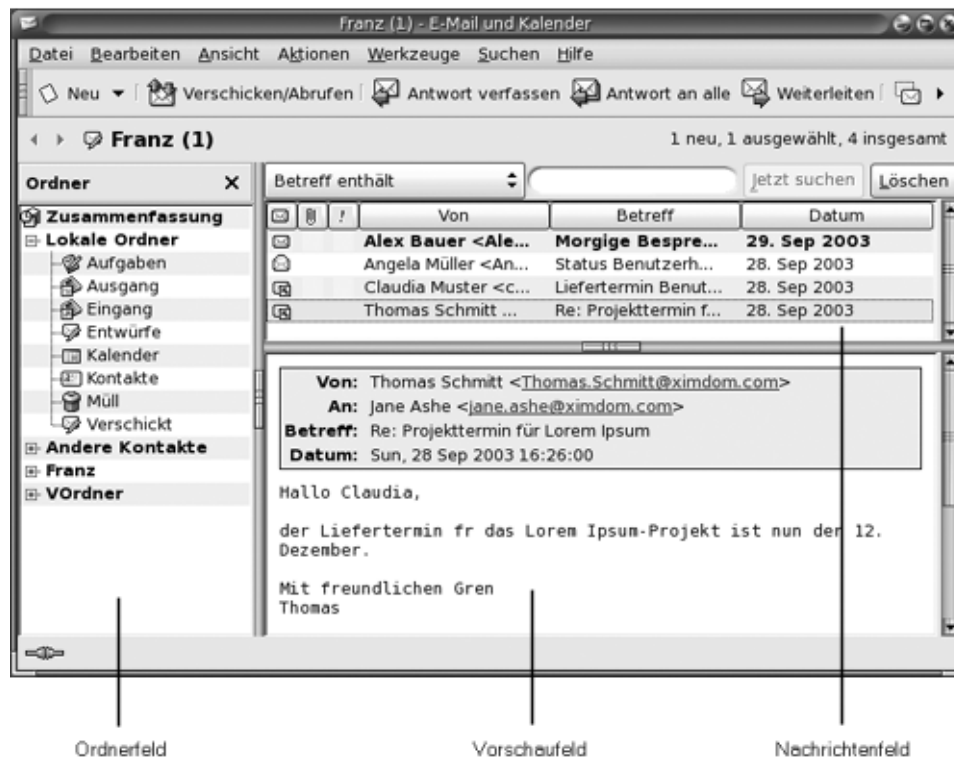 Franz (1) - E-Mail und Kalender
Datei Bearbeiten Ansicht Aktionen Werkzeuge Suchen Hilfe
Neu Verschicken/Abrufen Antwort verfassen Antwort an alle Weiterleiten
Franz (1) 1 neu, 1 ausgewählt, 4 insgesamt
Ordner
Zusammenfassung
Lokale Ordner
Aufgaben
Ausgang
Eingang
Entwürfe
Kalender
Kontakte
Müll
Verschickt
Andere Kontakte
Franz
VOrdner
Betreff enthält Jetzt suchen Löschen
! Von Betreff Datum
Alex Bauer <Ale... Morgige Bespre... 29. Sep 2003
Angela Müller <An... Status Benutzerh... 28. Sep 2003
Claudia Muster <c... Liefertermin Benut... 28. Sep 2003
Thomas Schmitt ... Re: Projekttermin f... 28. Sep 2003
Von: Thomas Schmitt <Thomas.Schmitt@ximdom.com>
An: Jane Ashe <jane.ashe@ximdom.com>
Betreff: Re: Projekttermin für Lorem Ipsum
Datum: Sun, 28 Sep 2003 16:26:00
Hallo Claudia,
der Liefertermin fr das Lorem Ipsum-Projekt ist nun der 12.
Dezember.
Mit freundlichen Gren
Thomas
Ordnerfeld Vorschaufeld Nachrichtenfeld